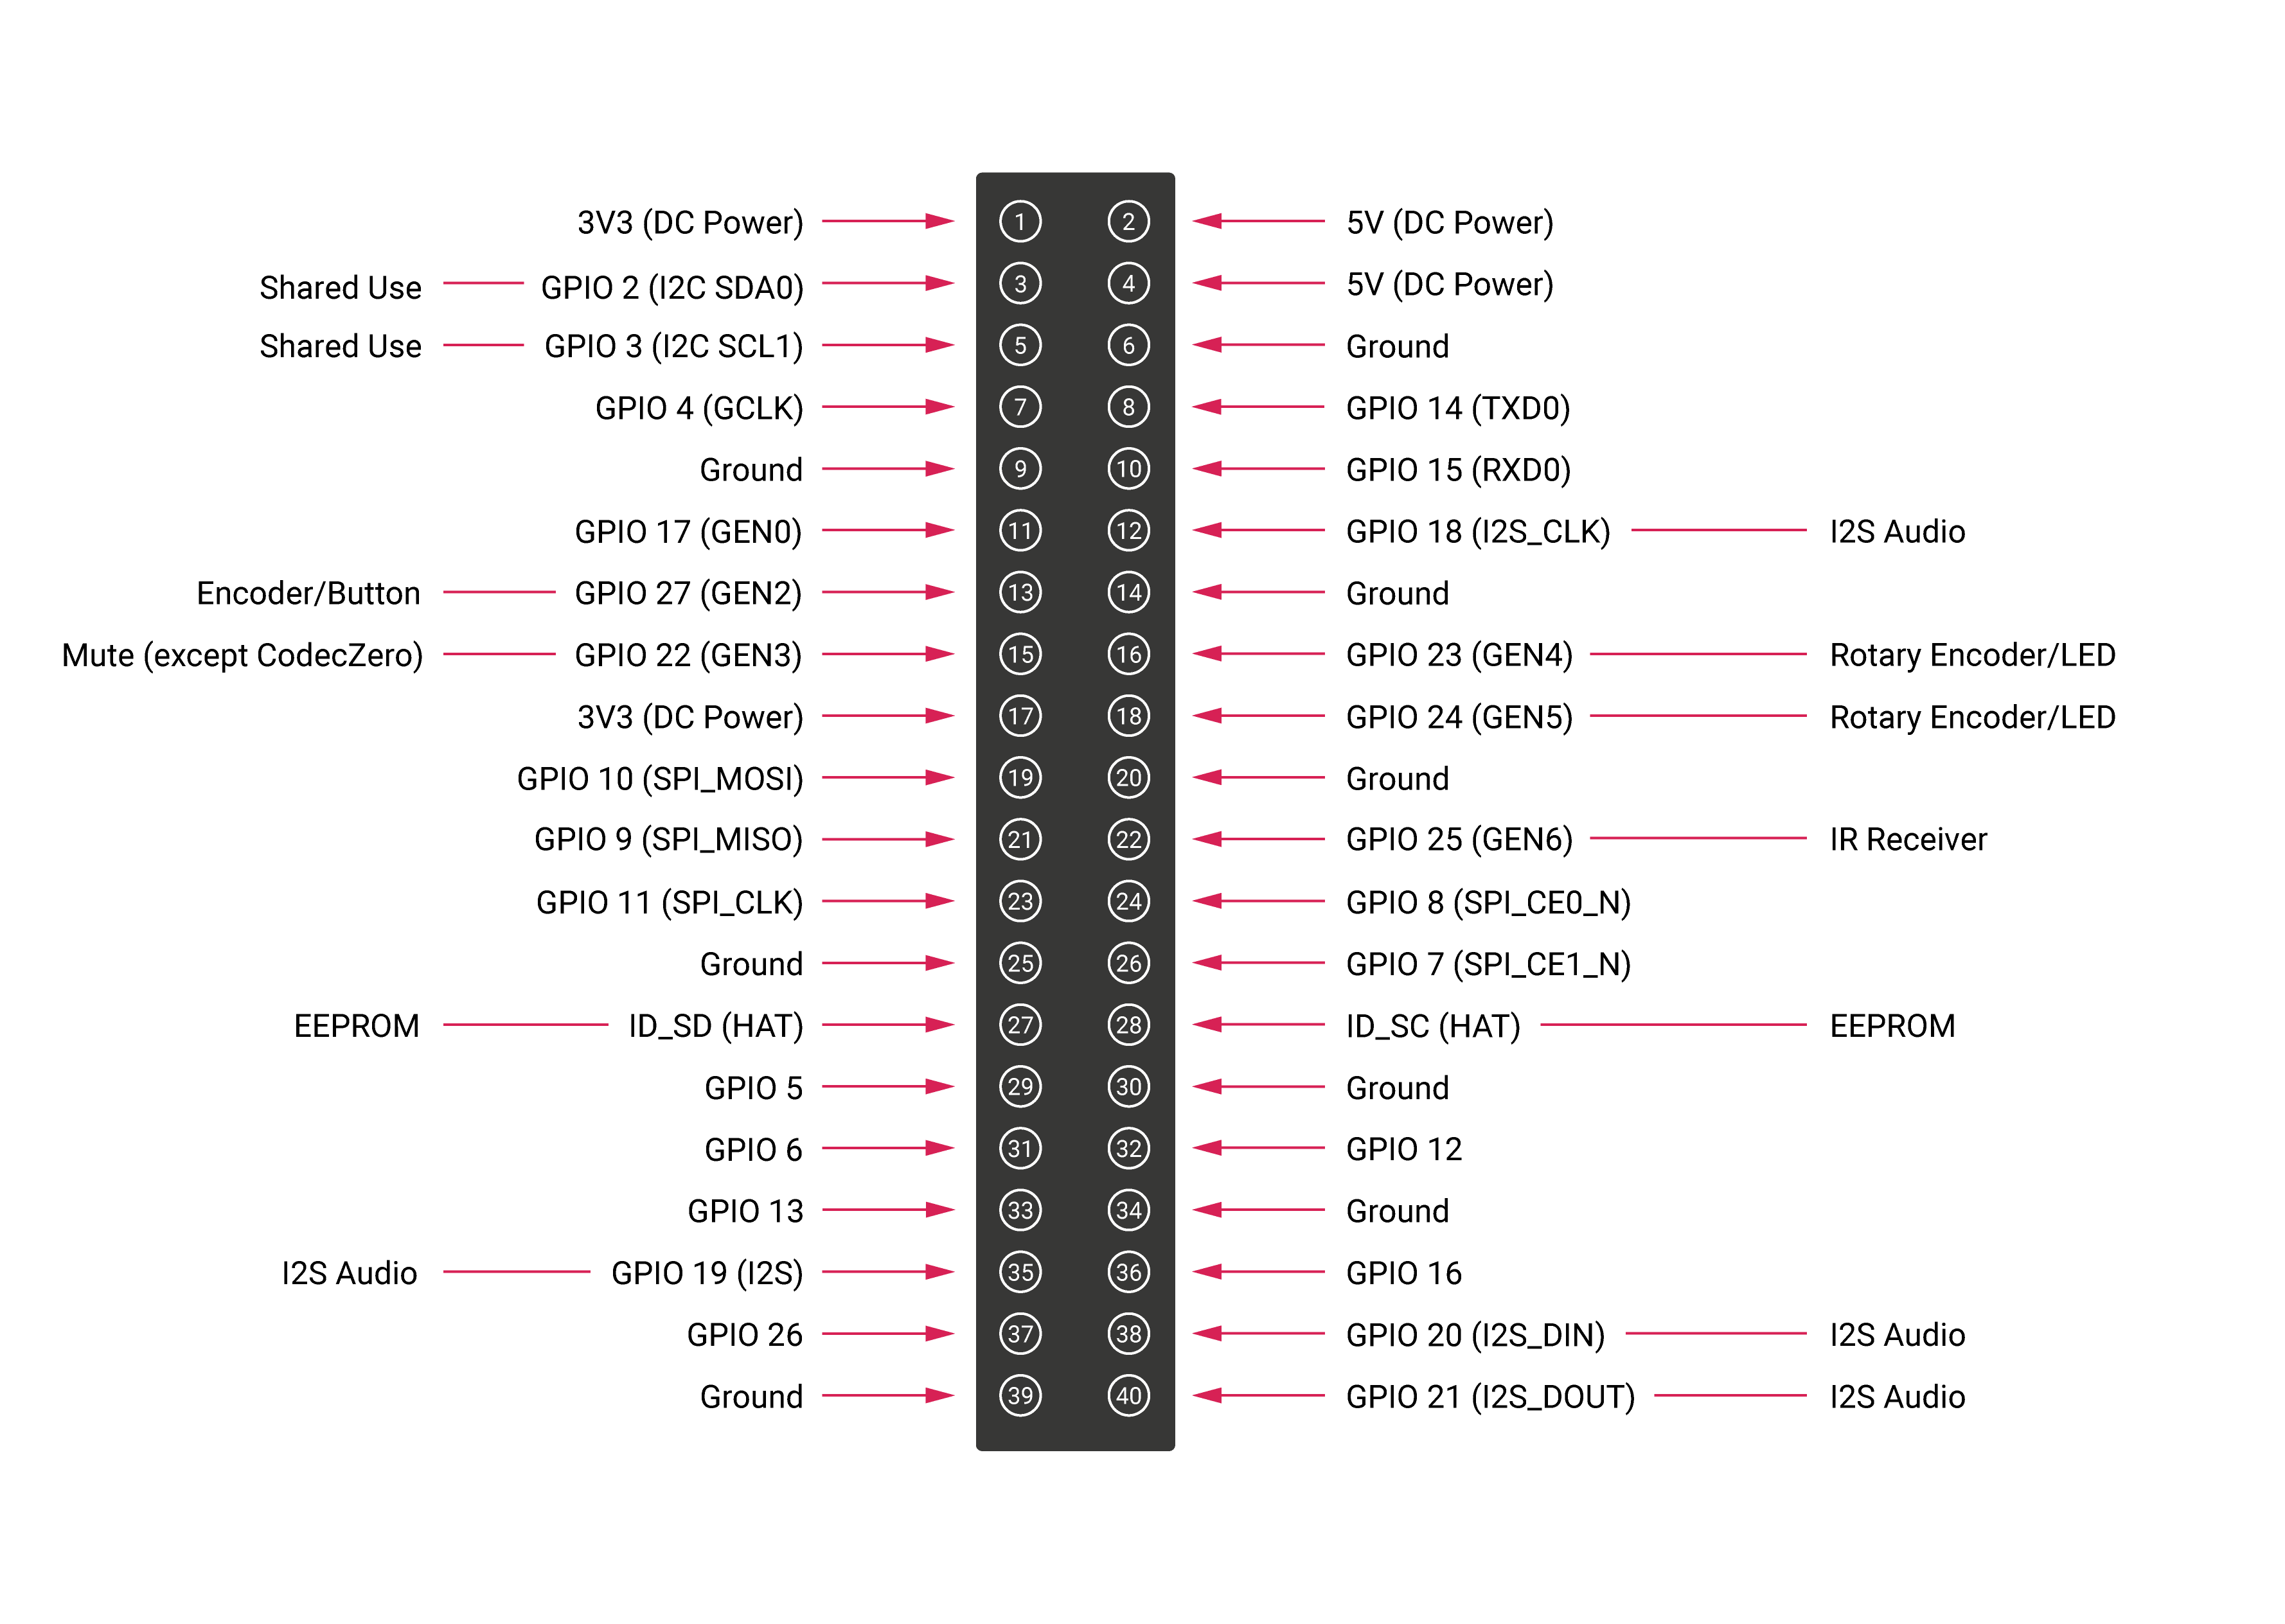 3V3 (DC Power) 1 2 5V (DC Power)
Shared Use GPIO 2 (I2C SDA0) 3 4 5V (DC Power)
Shared Use GPIO 3 (I2C SCL1) 5 6 Ground
GPIO 4 (GCLK) 7 8 GPIO 14 (TXD0)
Ground 9 10 GPIO 15 (RXD0)
GPIO 17 (GEN0) 11 12 GPIO 18 (I2S_CLK) I2S Audio
Encoder/Button GPIO 27 (GEN2) 13 14 Ground
Mute (except CodecZero) GPIO 22 (GEN3) 15 16 GPIO 23 (GEN4) Rotary Encoder/LED
3V3 (DC Power) 17 18 GPIO 24 (GEN5) Rotary Encoder/LED
GPIO 10 (SPI_MOSI) 19 20 Ground
GPIO 9 (SPI_MISO) 21 22 GPIO 25 (GEN6) IR Receiver
GPIO 11 (SPI_CLK) 23 24 GPIO 8 (SPI_CE0_N)
Ground 25 26 GPIO 7 (SPI_CE1_N)
EEPROM ID_SD (HAT) 27 28 ID_SC (HAT) EEPROM
GPIO 5 29 30 Ground
GPIO 6 31 32 GPIO 12
GPIO 13 33 34 Ground
I2S Audio GPIO 19 (I2S) 35 36 GPIO 16
GPIO 26 37 38 GPIO 20 (I2S_DIN) I2S Audio
Ground 39 40 GPIO 21 (I2S_DOUT) I2S Audio